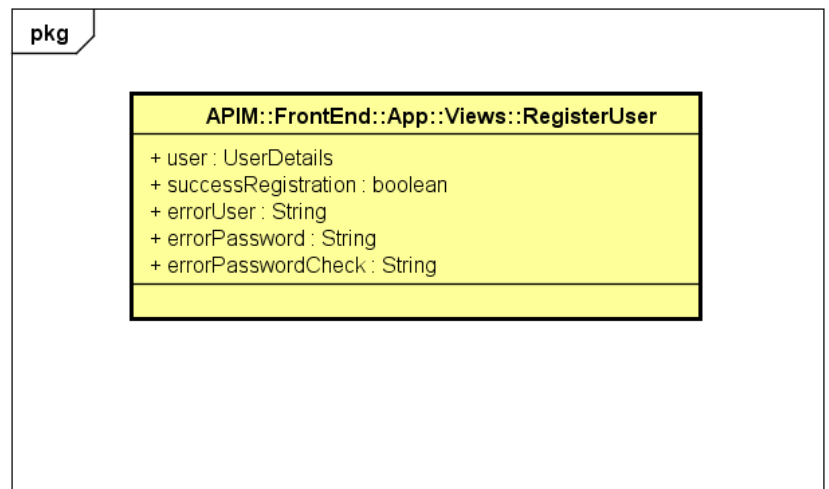 pkg
APIM::FrontEnd::App::Views::RegisterUser
+ user : UserDetails
+ successRegistration : boolean
+ errorUser : String
+ errorPassword : String
+ errorPasswordCheck : String